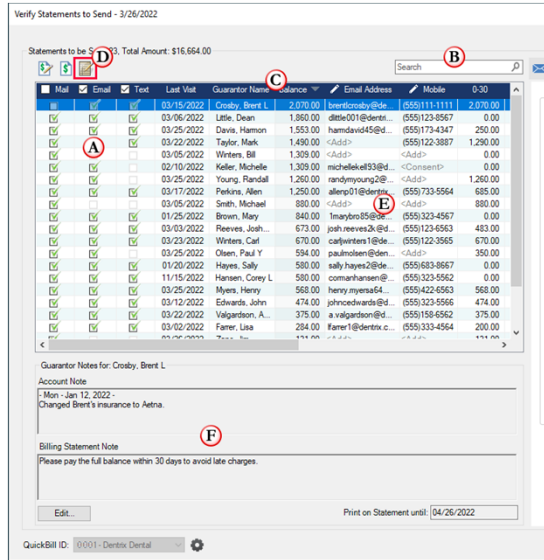 Verify Statements to Send - 3/26/2022
Statements to be Se 23, Total Amount: $16,664.00
D
B
Search
C
Mail Email Text Last Visit Guarantor Name Balance Email Address Mobile 0-30
03/15/2022 Crosby, Brent L 2,070.00 brentlcrosby@de... (555)111-1111 2,070.00
03/06/2022 Little, Dean 1,860.00 dlittle001@dentri... (555)123-8567 0.00
03/25/2022 Davis, Harmon 1,553.00 hamdavid45@d... (555)173-4347 250.00
A
03/22/2022 Taylor, Mark 1,490.00 <Add> (555)122-3887 1,290.00
03/05/2022 Winters, Bill 1,309.00 <Add> <Add> 0.00
02/10/2022 Keller, Michelle 1,309.00 michellekell93@d... <Consent> 0.00
03/25/2022 Young, Randall 1,260.00 randymyoung2@... <Add> 1,260.00
03/17/2022 Perkins, Allen 1,250.00 allenp01@dentrix... (555)733-5564 685.00
03/05/2022 Smith, Michael 880.00 <Add> <Add> 880.00
E
01/25/2022 Brown, Mary 840.00 1marybro85@de... (555)323-4567 0.00
03/03/2022 Reeves, Josh... 673.00 josh.reeves2k@d... (555)123-6563 483.00
03/23/2022 Winters, Carl 670.00 carljwinters1@de... (555)122-3565 670.00
03/25/2022 Olsen, Paul Y 594.00 paulmolsen@den... <Add> 350.00
01/20/2022 Hayes, Sally 580.00 sally.hayes2@de... (555)683-8667 0.00
11/15/2022 Hansen, Corey L 580.00 cormanhansen@... (555)323-5562 0.00
03/25/2022 Myers, Henry 568.00 henry.myersa64... (555)422-6563 568.00
03/12/2022 Edwards, John 474.00 johncedwards@d... (555)323-5566 474.00
03/22/2022 Valgardson, A... 375.00 a.valgardson@d... (555)158-6562 375.00
03/02/2022 Farrer, Lisa 284.00 lfarrer1@dentrix.c... (555)333-4564 200.00
Guarantor Notes for: Crosby, Brent L
Account Note
- Mon - Jan 12, 2022 -
Changed Brent's insurance to Aetna.
F
Billing Statement Note
Please pay the full balance within 30 days to avoid late charges.
Edit... Print on Statement until: 04/26/2022
QuickBill ID: 0001 - Dentrix Dental